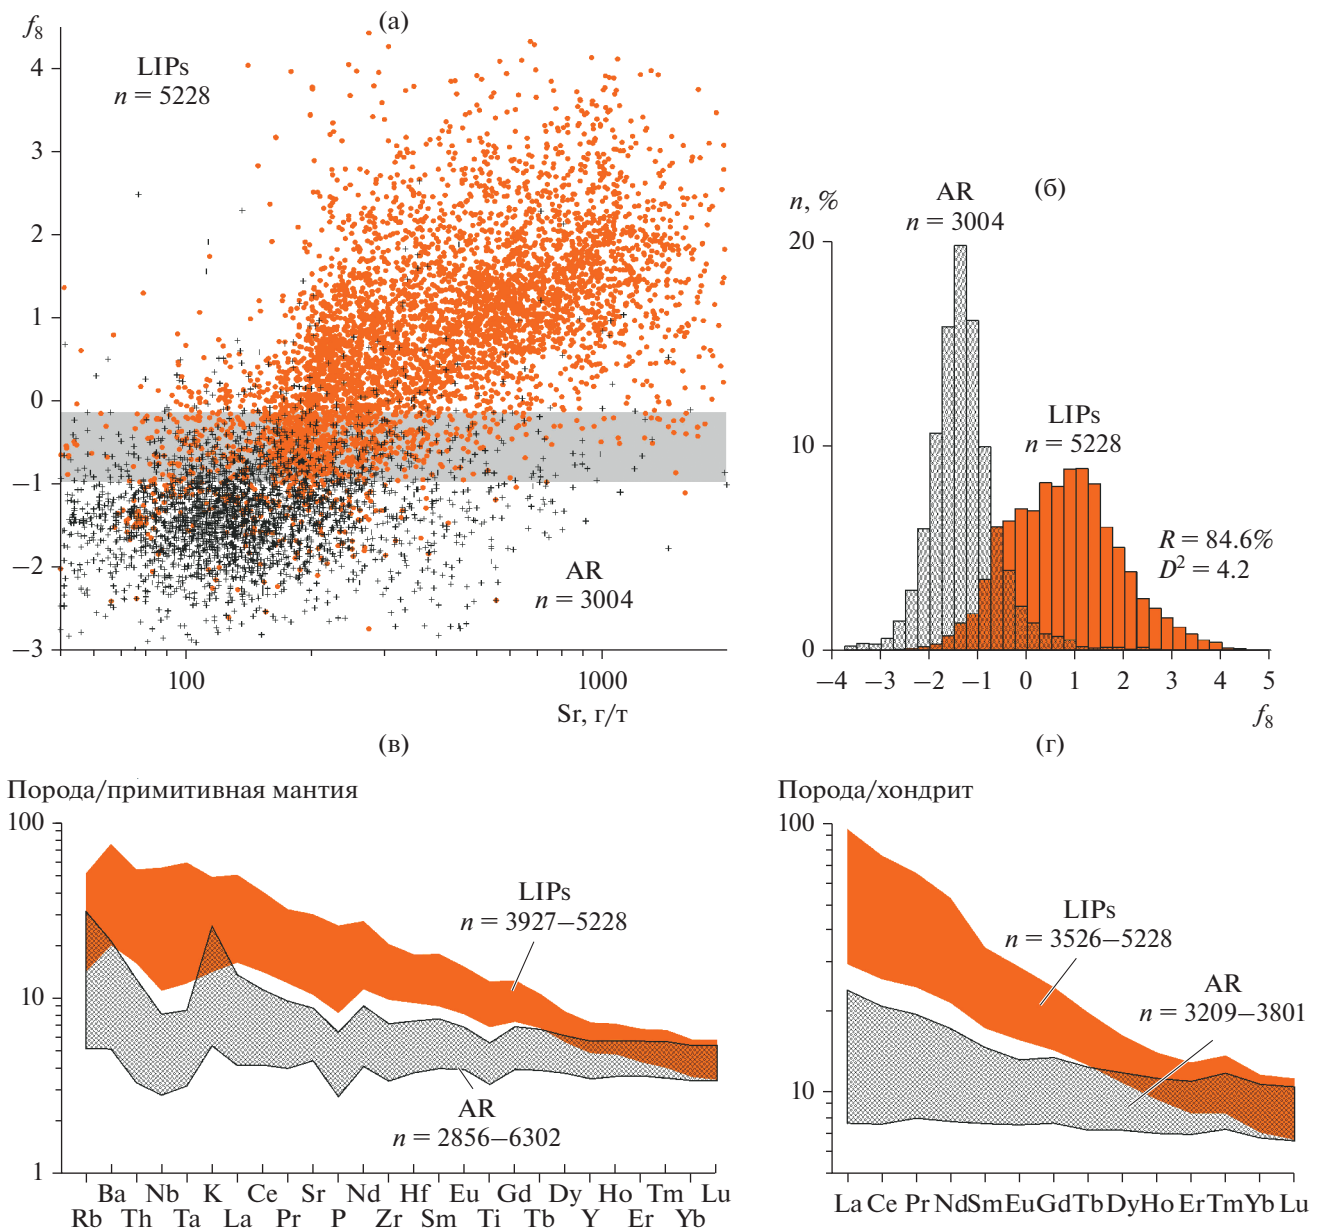 (а)
f8
LIPs
n = 5228
4
3
2
1
0
−1
−2
−3
AR
n = 3004
100
1000
Sr, г/т
(б)
n, %
AR
n = 3004
20
10
0
LIPs
n = 5228
R = 84.6%
D² = 4.2
−4 −3 −2 −1 0 1 2 3 4 5
f8
(в)
Порода/примитивная мантия
100
10
1
LIPs
n = 3927−5228
AR
n = 2856−6302
Ba Nb K Ce Sr Nd Hf Eu Gd Dy Ho Tm Lu
Rb Th Ta La Pr P Zr Sm Ti Tb Y Er Yb
(г)
Порода/хондрит
100
10
LIPs
n = 3526−5228
AR
n = 3209−3801
La Ce Pr Nd Sm Eu Gd Tb Dy Ho Er Tm Yb Lu